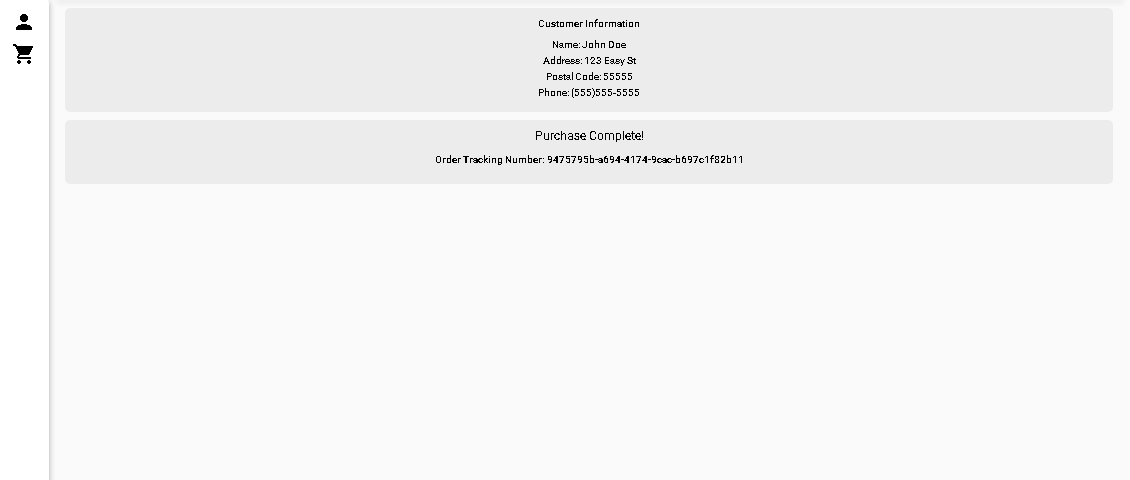 Customer Information
Name: John Doe
Address: 123 Easy St
Postal Code: 55555
Phone: (555)555-5555
Purchase Complete!
Order Tracking Number: 9475795b-a694-4174-9cac-b697c1f82b11